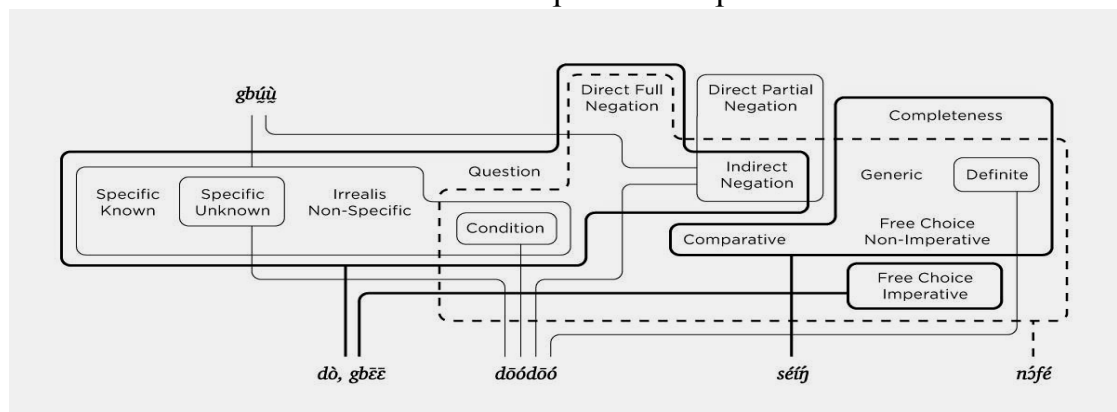 Direct Full
Negation
Direct Partial
Negation
gbṵ́ṵ̀
Completeness
Question
Indirect
Negation
Generic
Definite
Specific
Known
Specific
Unknown
Irrealis
Non-Specific
Condition
Comparative
Free Choice
Non-Imperative
Free Choice
Imperative
dò, gbɛ̄ɛ̄
dōódōó
séíŋ́
nɔ́fé